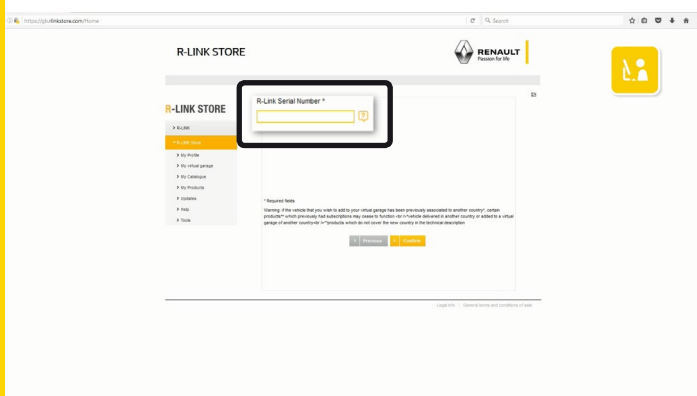 https://gb.rlinkstore.com/Home
Search
R-LINK STORE
RENAULT
Passion for life
R-LINK STORE
R-Link Serial Number *
?
R-LINK
R-Link Store
My Profile
My virtual garage
My Catalogue
My Products
Updates
Help
Tools
* Required fields
Warning: if the vehicle that you wish to add to your virtual garage has been previously associated to another country*, certain
products** which previously had subscriptions may cease to function <br />*vehicle delivered in another country or added to a virtual
garage of another country<br />**products which do not cover the new country in the technical description
Previous
Confirm
Legal info | General terms and conditions of sale